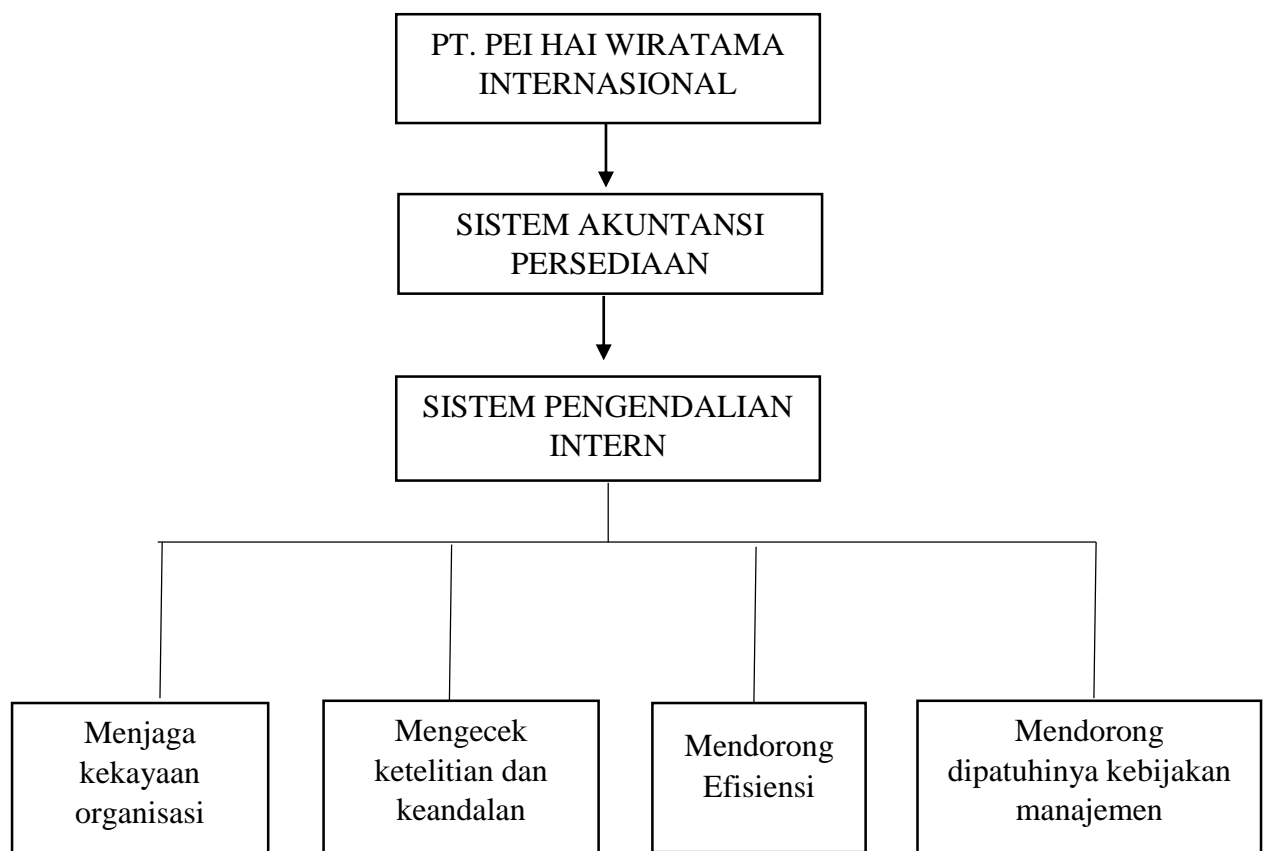 PT. PEI HAI WIRATAMA
INTERNASIONAL
SISTEM AKUNTANSI
PERSEDIAAN
SISTEM PENGENDALIAN
INTERN
Menjaga
kekayaan
organisasi
Mengecek
ketelitian dan
keandalan
Mendorong
Efisiensi
Mendorong
dipatuhinya kebijakan
manajemen